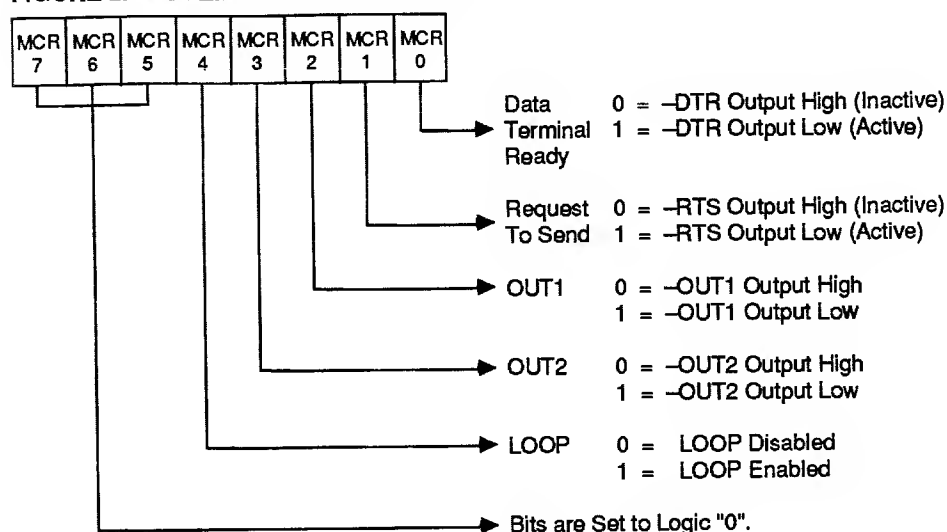 MCR 7 MCR 6 MCR 5 MCR 4 MCR 3 MCR 2 MCR 1 MCR 0
Data Terminal Ready
0 = –DTR Output High (Inactive)
1 = –DTR Output Low (Active)
Request To Send
0 = –RTS Output High (Inactive)
1 = –RTS Output Low (Active)
OUT1
0 = –OUT1 Output High
1 = –OUT1 Output Low
OUT2
0 = –OUT2 Output High
1 = –OUT2 Output Low
LOOP
0 = LOOP Disabled
1 = LOOP Enabled
Bits are Set to Logic "0".